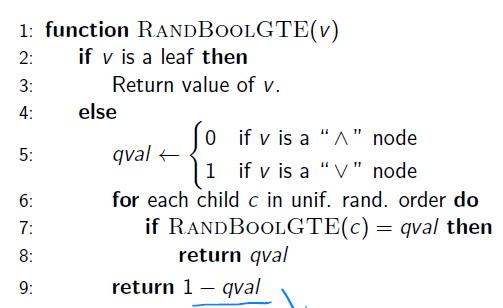 1: function RANDBOOLGTE(v)
2: if v is a leaf then
3: Return value of v.
4: else
5: qval ← { 0 if v is a “∧” node
1 if v is a “∨” node
6: for each child c in unif. rand. order do
7: if RANDBOOLGTE(c) = qval then
8: return qval
9: return 1 − qval